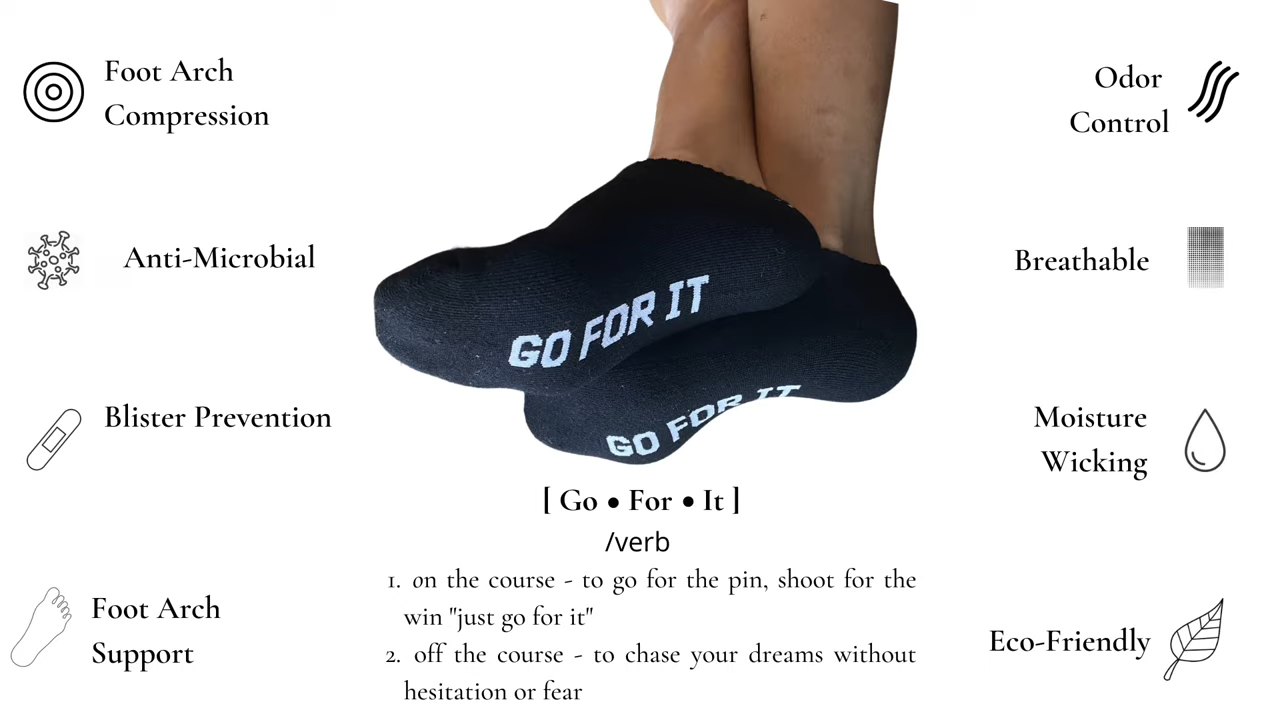 Foot Arch
Compression
Anti-Microbial
Blister Prevention
Foot Arch
Support
Odor
Control
Breathable
Moisture
Wicking
Eco-Friendly
GO FOR IT
GO FOR IT
[ Go • For • It ]
/verb
1. on the course - to go for the pin, shoot for the
win "just go for it"
2. off the course - to chase your dreams without
hesitation or fear